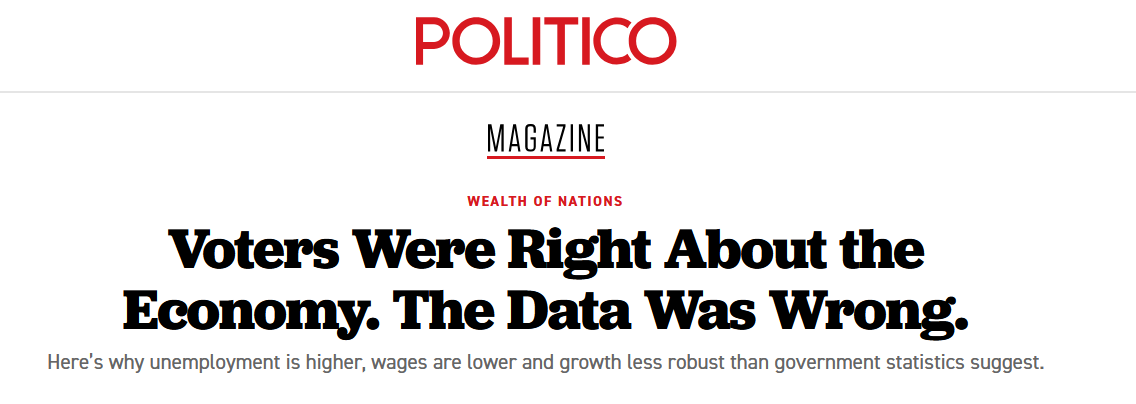 POLITICO
MAGAZINE
WEALTH OF NATIONS
Voters Were Right About the
Economy. The Data Was Wrong.
Here’s why unemployment is higher, wages are lower and growth less robust than government statistics suggest.